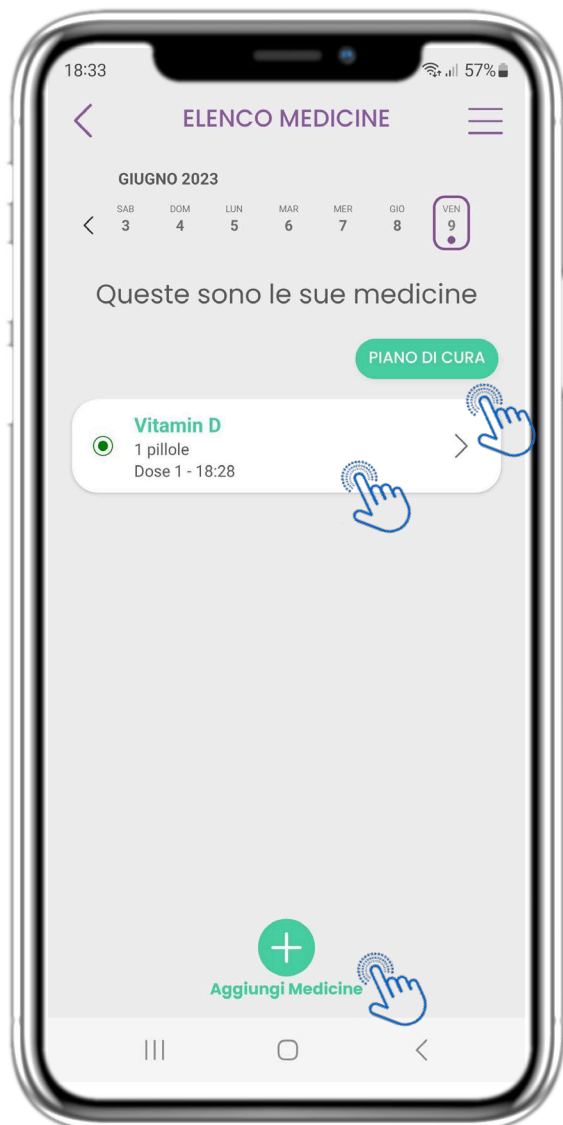 18:33 57%
ELENCO MEDICINE
GIUGNO 2023
SAB DOM LUN MAR MER GIO VEN
3 4 5 6 7 8 9
Queste sono le sue medicine
PIANO DI CURA
Vitamin D
1 pillole
Dose 1 - 18:28
Aggiungi Medicine